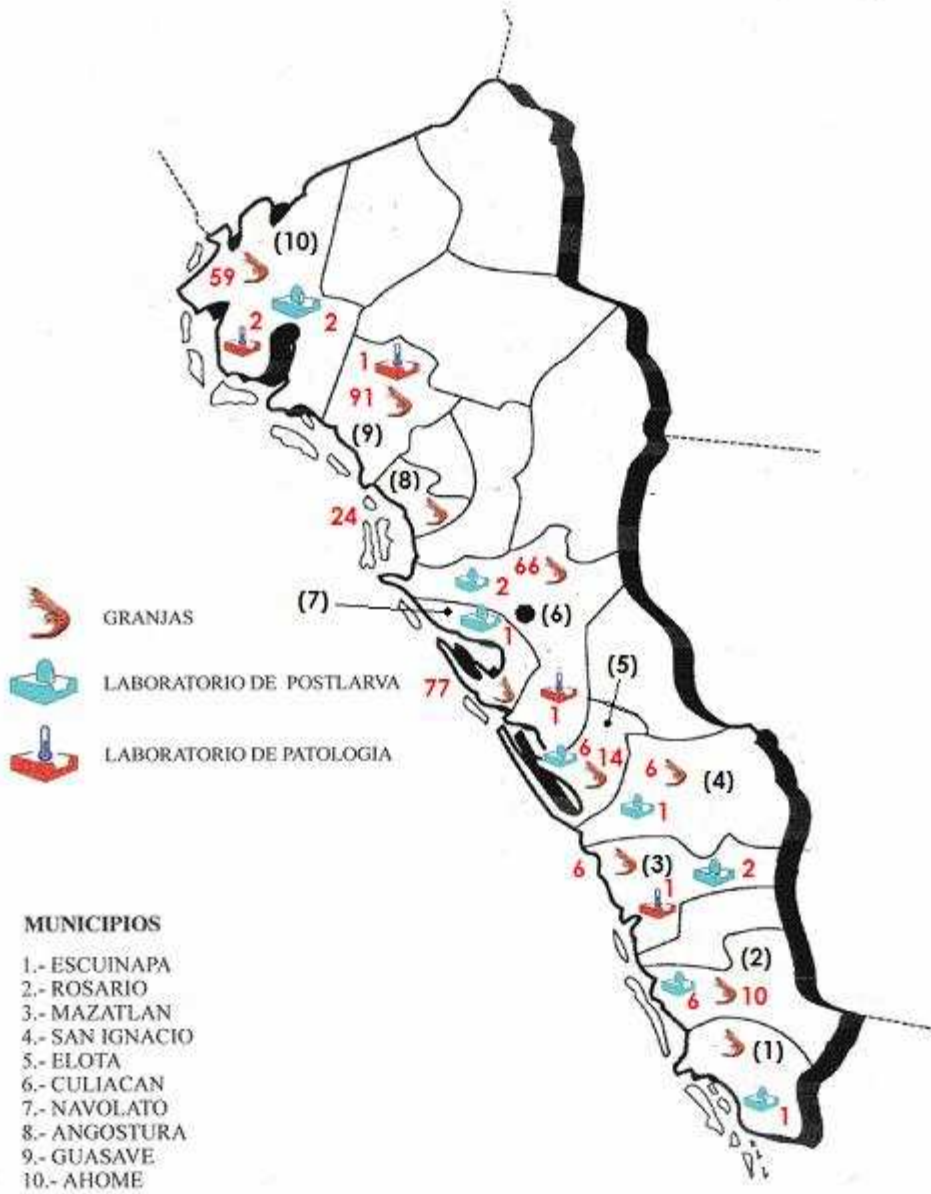 (10)
59
2
2
1
91
(9)
(8)
24
66
2
(7)
(6)
1
(5)
77
1
6
14
6
(4)
1
6
(3)
2
1
(2)
6
10
(1)
1
GRANJAS
LABORATORIO DE POSTLARVA
LABORATORIO DE PATOLOGIA
MUNICIPIOS
1.- ESCUINAPA
2.- ROSARIO
3.- MAZATLAN
4.- SAN IGNACIO
5.- ELOTA
6.- CULIACAN
7.- NAVOLATO
8.- ANGOSTURA
9.- GUASAVE
10.- AHOME